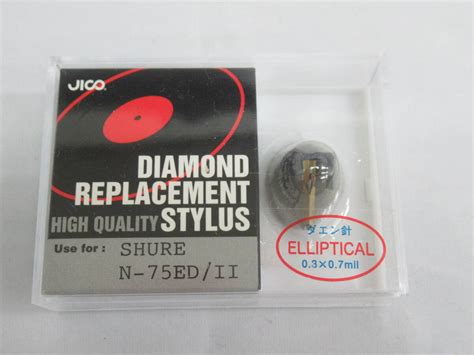 JICO
DIAMOND
REPLACEMENT
HIGH QUALITY STYLUS
Use for : SHURE
N-75ED/II
ダエン針
ELLIPTICAL
0.3×0.7mil